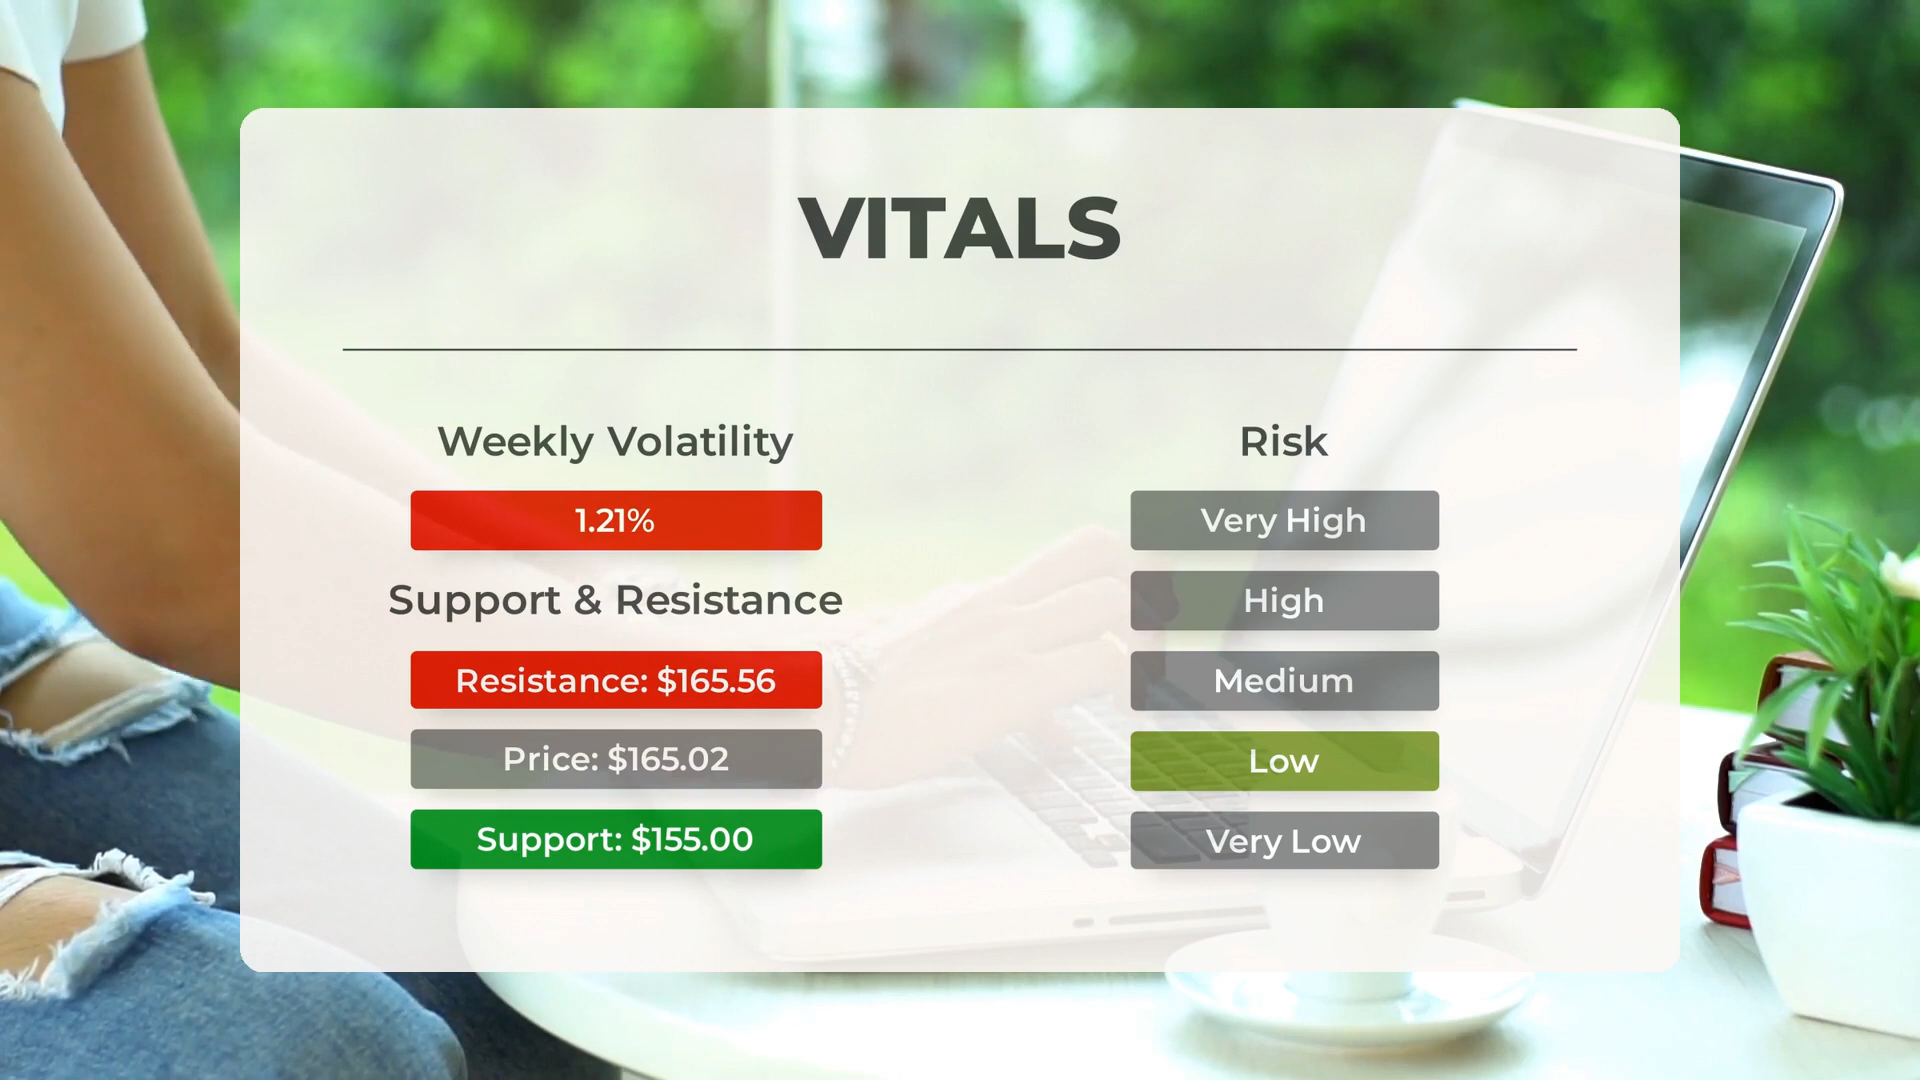 VITALS
Weekly Volatility
1.21%
Support & Resistance
Resistance: $165.56
Price: $165.02
Support: $155.00
Risk
Very High
High
Medium
Low
Very Low